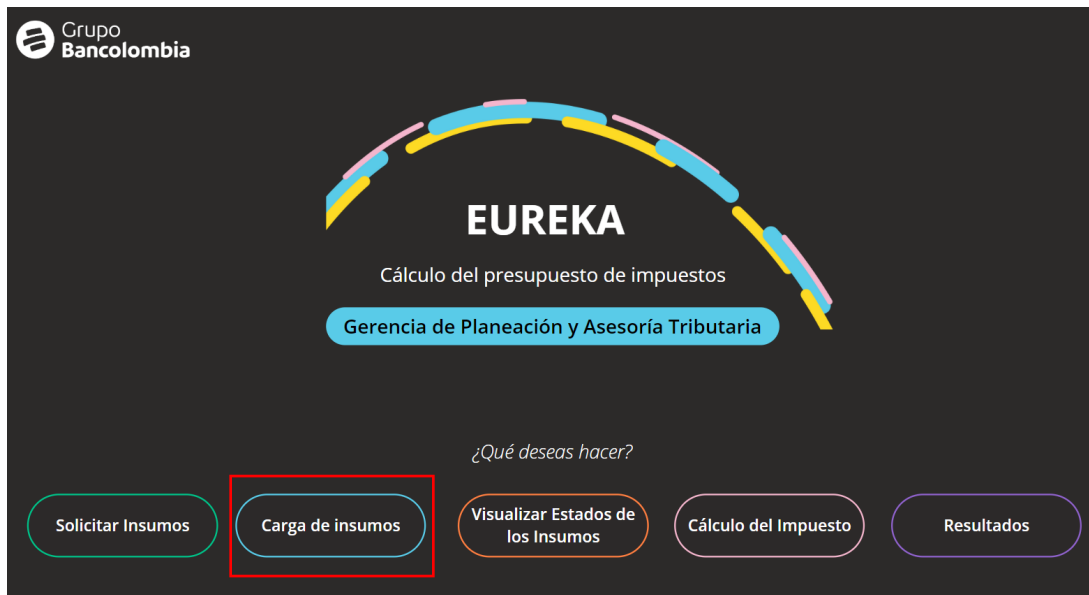 Grupo
Bancolombia
EUREKA
Cálculo del presupuesto de impuestos
Gerencia de Planeación y Asesoría Tributaria
¿Qué deseas hacer?
Solicitar Insumos
Carga de insumos
Visualizar Estados de
los Insumos
Cálculo del Impuesto
Resultados